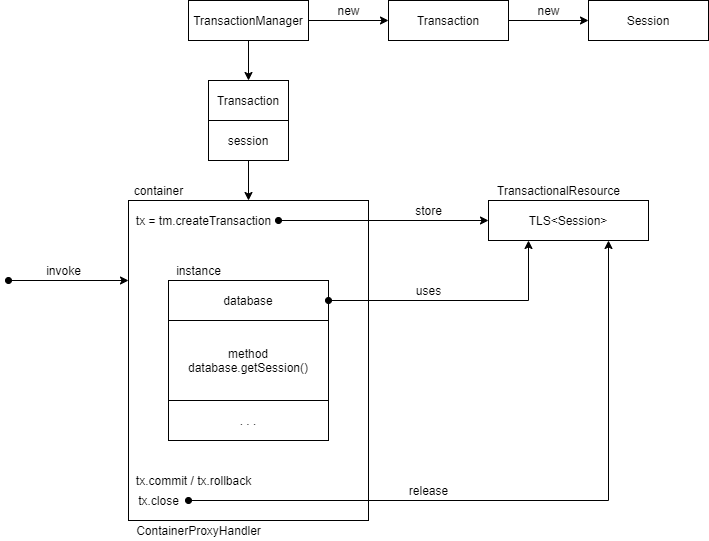 TransactionManager
new
Transaction
new
Session
Transaction
session
container
TransactionalResource
tx = tm.createTransaction
store
TLS<Session>
invoke
instance
database
uses
method
database.getSession()
. . .
tx.commit / tx.rollback
tx.close
release
ContainerProxyHandler